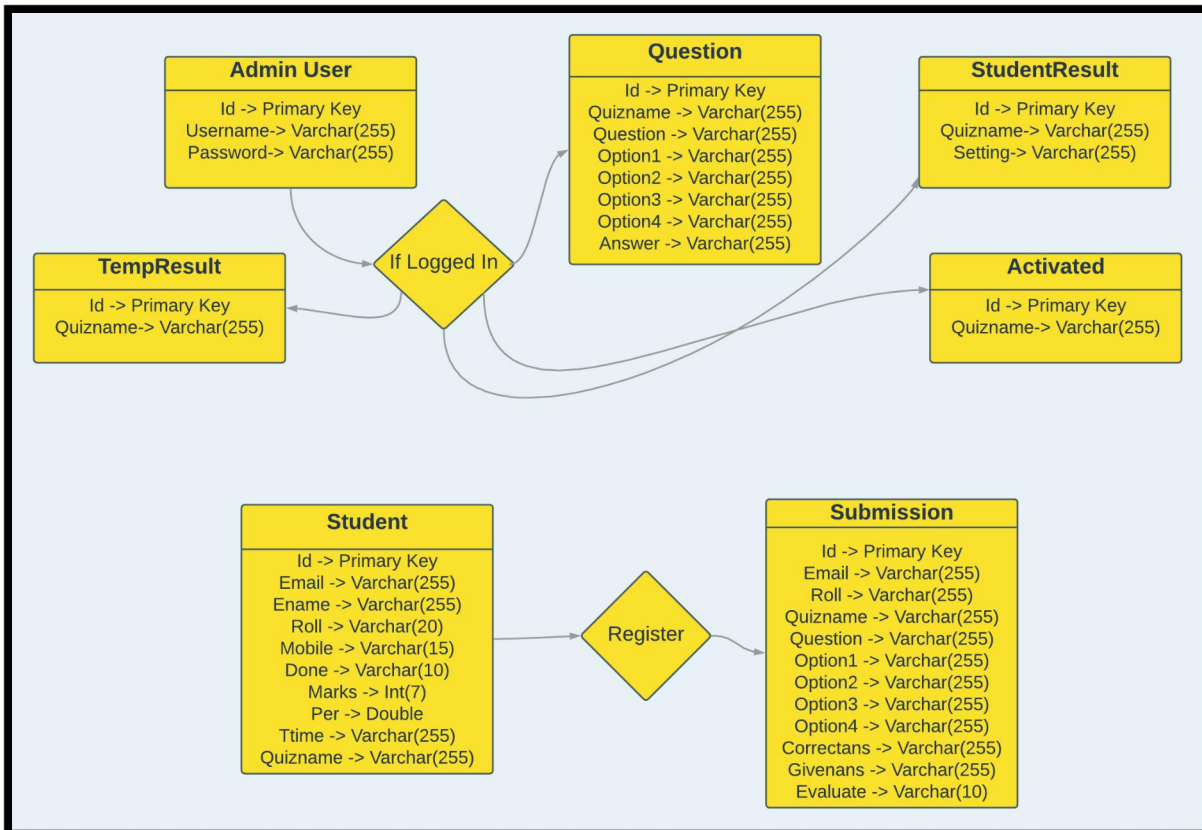 Admin User
Id -> Primary Key
Username-> Varchar(255)
Password-> Varchar(255)
Question
Id -> Primary Key
Quizname -> Varchar(255)
Question -> Varchar(255)
Option1 -> Varchar(255)
Option2 -> Varchar(255)
Option3 -> Varchar(255)
Option4 -> Varchar(255)
Answer -> Varchar(255)
StudentResult
Id -> Primary Key
Quizname-> Varchar(255)
Setting-> Varchar(255)
If Logged In
TempResult
Id -> Primary Key
Quizname-> Varchar(255)
Activated
Id -> Primary Key
Quizname-> Varchar(255)
Student
Id -> Primary Key
Email -> Varchar(255)
Ename -> Varchar(255)
Roll -> Varchar(20)
Mobile -> Varchar(15)
Done -> Varchar(10)
Marks -> Int(7)
Per -> Double
Ttime -> Varchar(255)
Quizname -> Varchar(255)
Register
Submission
Id -> Primary Key
Email -> Varchar(255)
Roll -> Varchar(255)
Quizname -> Varchar(255)
Question -> Varchar(255)
Option1 -> Varchar(255)
Option2 -> Varchar(255)
Option3 -> Varchar(255)
Option4 -> Varchar(255)
Correctans -> Varchar(255)
Givenans -> Varchar(255)
Evaluate -> Varchar(10)